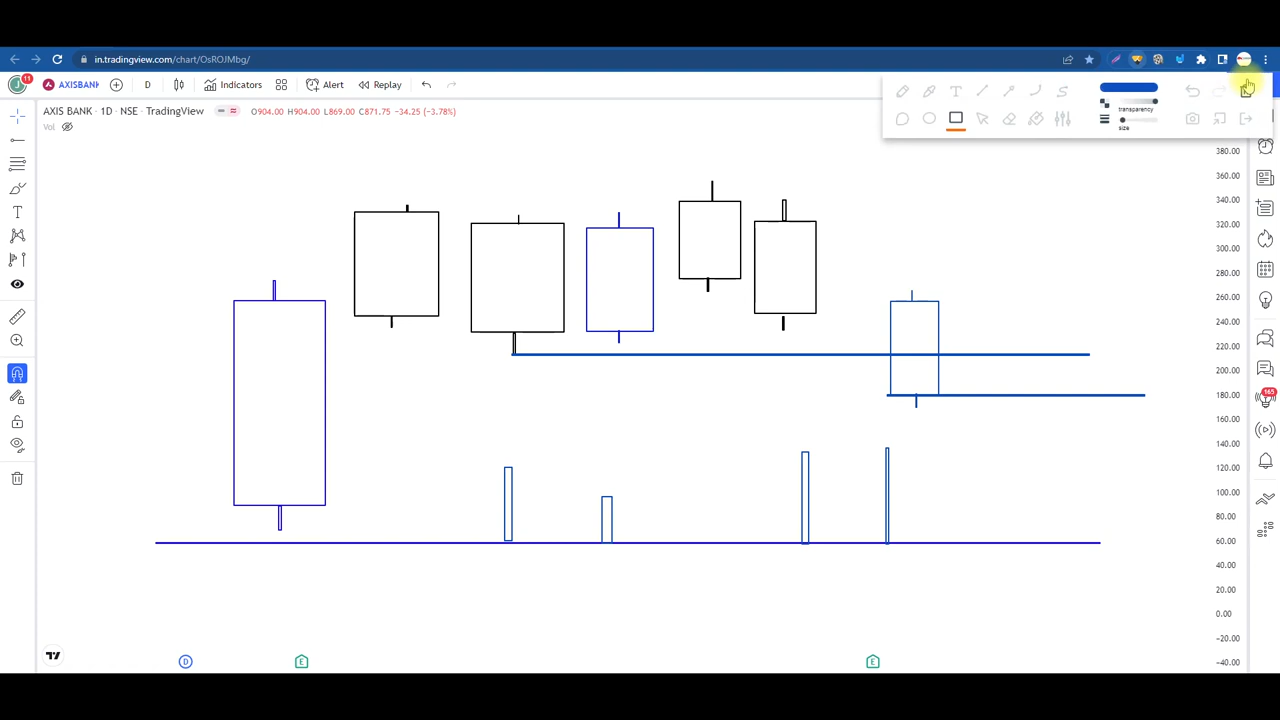 in.tradingview.com/chart/OsROJMbg/
11
AXISBANK
D
Indicators
Alert
Replay
AXIS BANK · 1D · NSE · TradingView
O904.00 H904.00 L869.00 C871.75 −34.25 (−3.78%)
Vol
transparency
size
380.00
360.00
340.00
320.00
300.00
280.00
260.00
240.00
220.00
200.00
180.00
165
160.00
140.00
120.00
100.00
80.00
60.00
40.00
20.00
0.00
−20.00
−40.00
D
E
E